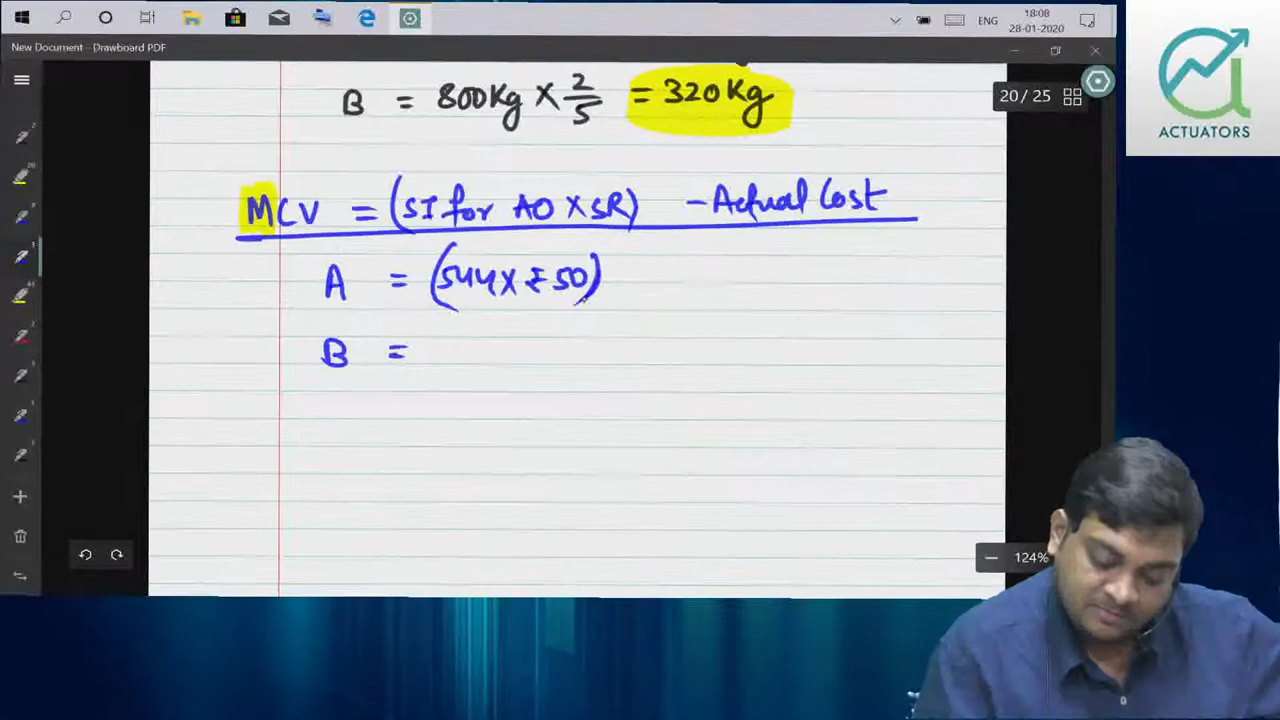 18:08
ENG
28-01-2020
New Document - Drawboard PDF
20 / 25
ACTUATORS
B = 800Kg × 2/5 = 320 Kg
MCV = (SI for AO × SR) - Actual Cost
A = (544 × ₹ 50)
B =
124%